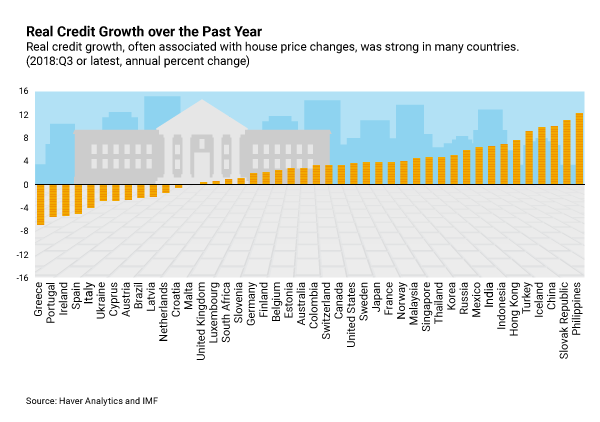 Real Credit Growth over the Past Year
Real credit growth, often associated with house price changes, was strong in many countries.
(2018:Q3 or latest, annual percent change)
16
12
8
4
0
-4
-8
-12
-16
Greece
Portugal
Ireland
Spain
Italy
Ukraine
Cyprus
Austria
Brazil
Latvia
Netherlands
Croatia
Malta
United Kingdom
Luxembourg
South Africa
Slovenia
Germany
Finland
Belgium
Estonia
Australia
Colombia
Switzerland
Canada
United States
Sweden
Japan
France
Norway
Malaysia
Singapore
Thailand
Korea
Russia
Mexico
India
Indonesia
Hong Kong
Turkey
Iceland
China
Slovak Republic
Philippines
Source: Haver Analytics and IMF